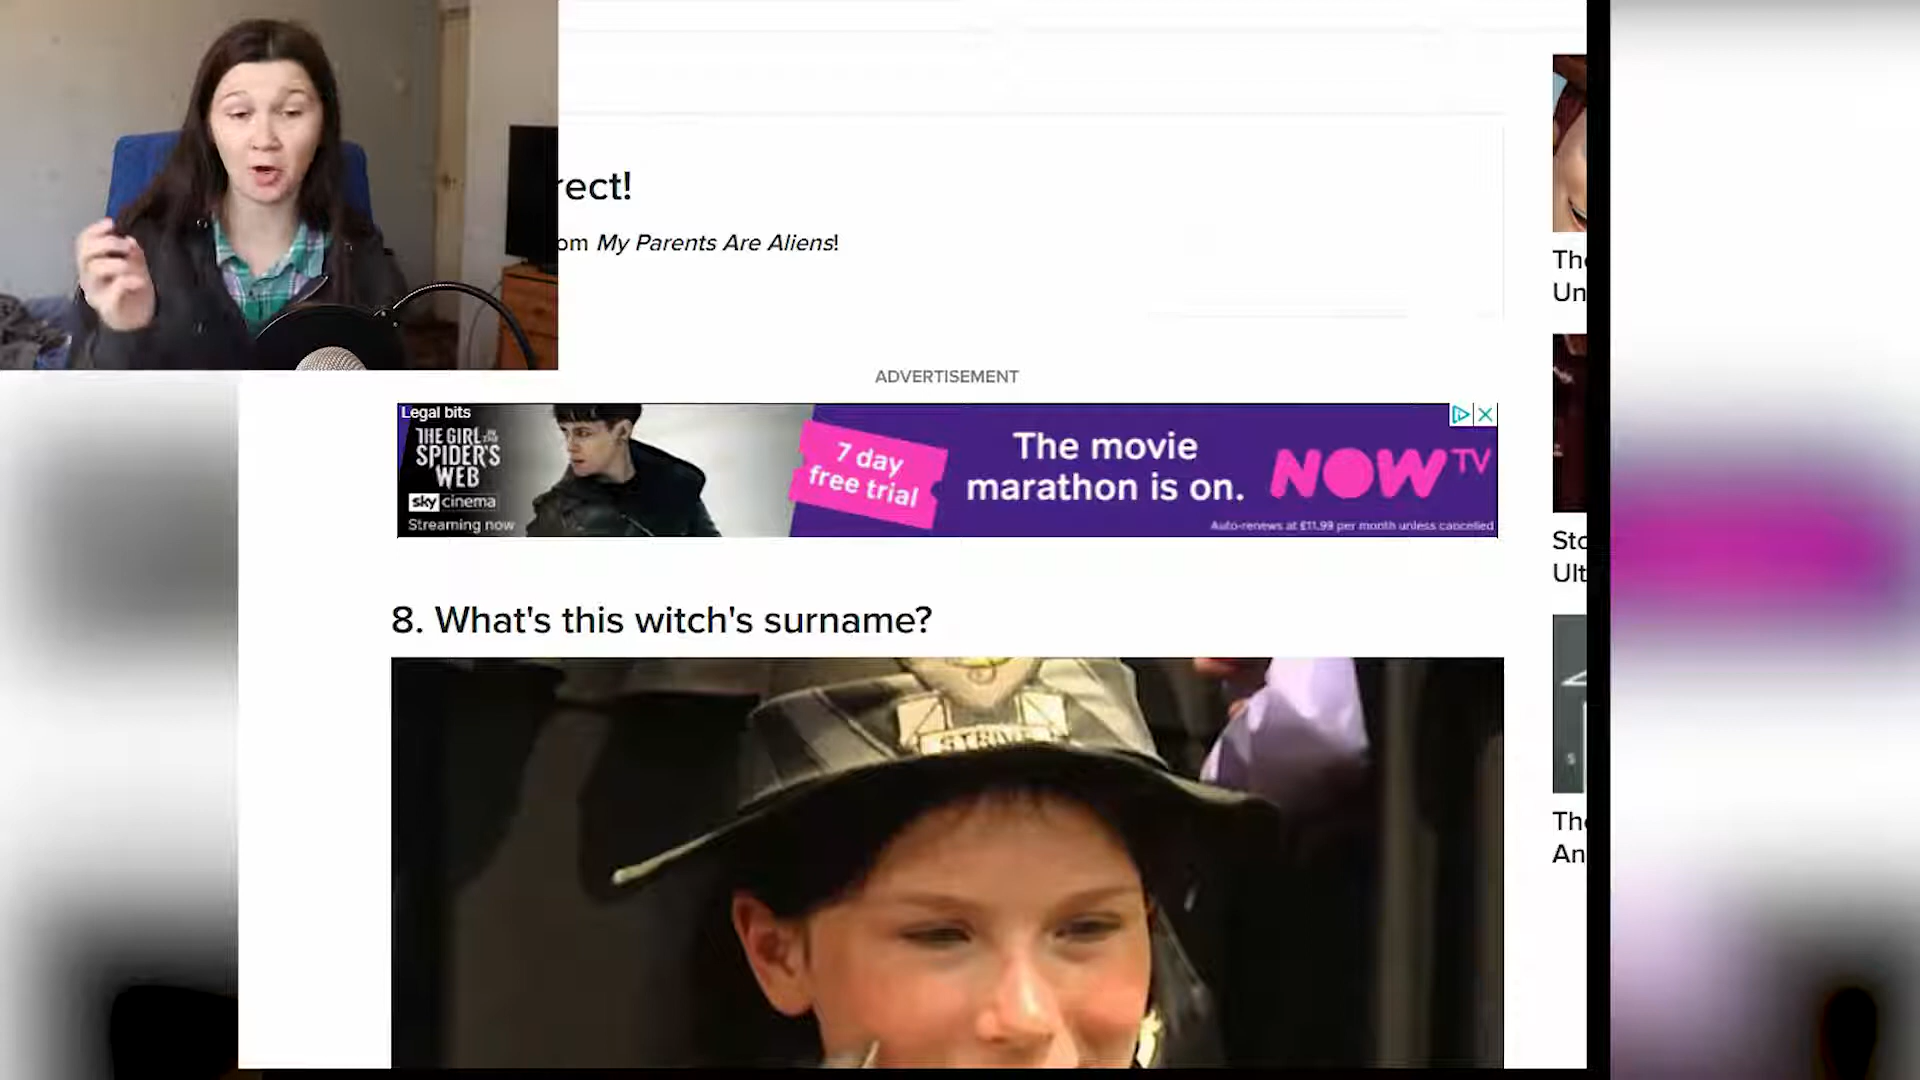 rect!
om My Parents Are Aliens!
ADVERTISEMENT
Legal bits
THE GIRL IN THE
SPIDER'S
WEB
sky cinema
Streaming now
7 day
free trial
The movie
marathon is on.
NOW TV
Auto-renews at £11.99 per month unless cancelled
8. What's this witch's surname?
The
Un
Sto
Ult
The
An